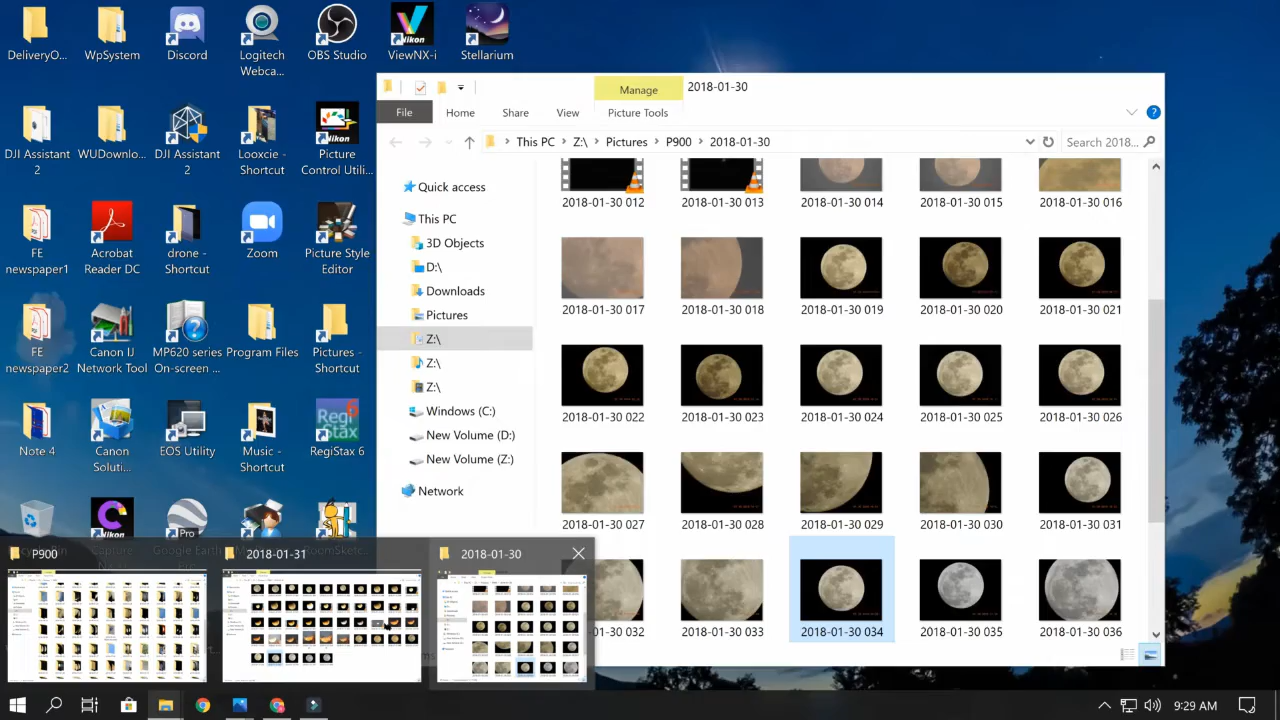 DeliveryO...
WpSystem
Discord
Logitech Webca...
OBS Studio
ViewNX-i
Stellarium
DJI Assistant 2
WUDownlo...
DJI Assistant 2
Looxcie - Shortcut
Picture Control Utili...
FE newspaper1
Acrobat Reader DC
drone - Shortcut
Zoom
Picture Style Editor
FE newspaper2
Canon IJ Network Tool
MP620 series On-screen ...
Program Files
Pictures - Shortcut
Note 4
Canon Soluti...
EOS Utility
Music - Shortcut
RegiStax 6
Manage
2018-01-30
File
Home
Share
View
Picture Tools
This PC
Z:\
Pictures
P900
2018-01-30
Search 2018...
Quick access
This PC
3D Objects
D:\
Downloads
Pictures
Z:\
Z:\
Z:\
Windows (C:)
New Volume (D:)
New Volume (Z:)
Network
2018-01-30 012
2018-01-30 013
2018-01-30 014
2018-01-30 015
2018-01-30 016
2018-01-30 017
2018-01-30 018
2018-01-30 019
2018-01-30 020
2018-01-30 021
2018-01-30 022
2018-01-30 023
2018-01-30 024
2018-01-30 025
2018-01-30 026
2018-01-30 027
2018-01-30 028
2018-01-30 029
2018-01-30 030
2018-01-30 031
032
2018-01-30 033
2018-01-30 034
2018-01-30 035
2018-01-30 036
P900
2018-01-31
2018-01-30
9:29 AM